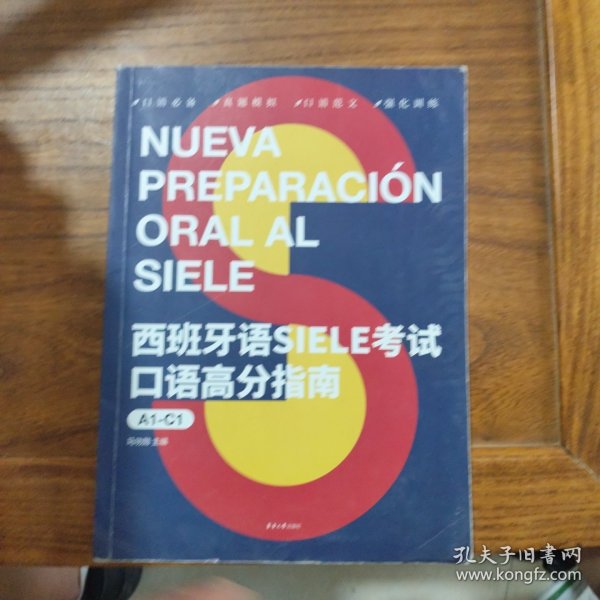 口语必备 真题模拟 口语范文 强化训练
NUEVA
PREPARACIÓN
ORAL AL
SIELE
西班牙语SIELE考试
口语高分指南
A1-C1
主编
孔夫子旧书网
www.kongfz.com